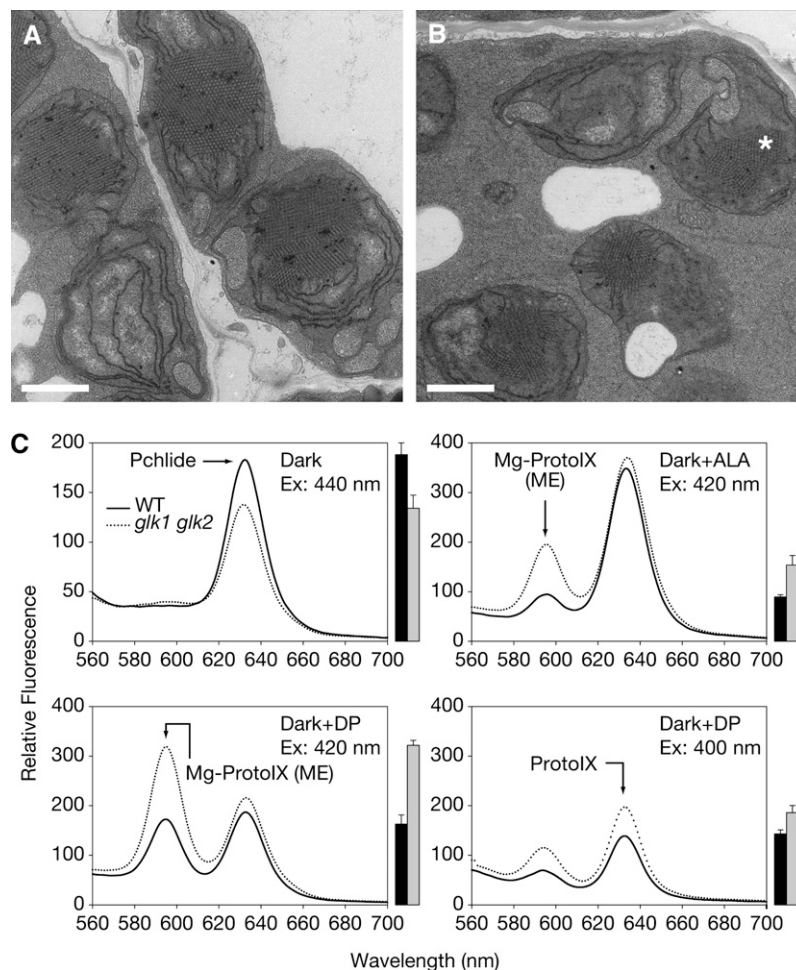 A
B
*
C
200
150
100
50
0
Pchlide
Dark
Ex: 440 nm
WT
glk1 glk2
560 580 600 620 640 660 680 700
400
300
200
100
0
Mg-ProtoIX
(ME)
Dark+ALA
Ex: 420 nm
560 580 600 620 640 660 680 700
Relative Fluorescence
400
300
200
100
0
Dark+DP
Ex: 420 nm
Mg-ProtoIX (ME)
560 580 600 620 640 660 680 700
400
300
200
100
0
Dark+DP
Ex: 400 nm
ProtoIX
560 580 600 620 640 660 680 700
Wavelength (nm)